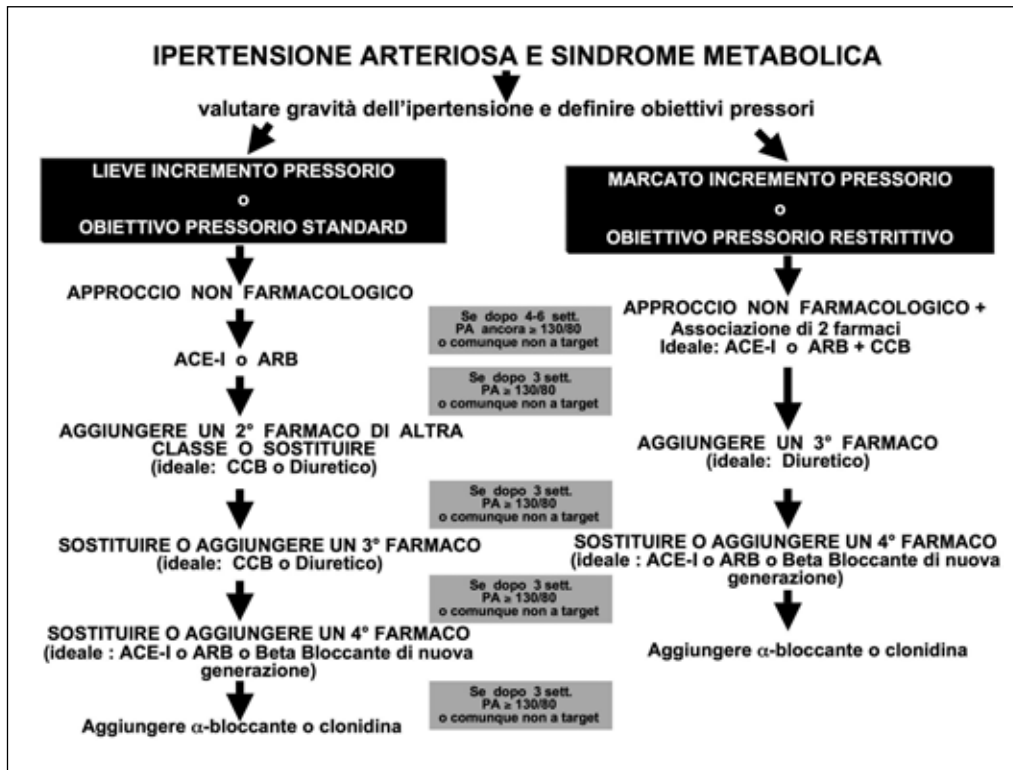 IPERTENSIONE ARTERIOSA E SINDROME METABOLICA
valutare gravità dell'ipertensione e definire obiettivi pressori
LIEVE INCREMENTO PRESSORIO
o
OBIETTIVO PRESSORIO STANDARD
APPROCCIO NON FARMACOLOGICO
ACE-I o ARB
AGGIUNGERE UN 2° FARMACO DI ALTRA
CLASSE O SOSTITUIRE
(ideale: CCB o Diuretico)
SOSTITUIRE O AGGIUNGERE UN 3° FARMACO
(ideale: CCB o Diuretico)
SOSTITUIRE O AGGIUNGERE UN 4° FARMACO
(ideale : ACE-I o ARB o Beta Bloccante di nuova
generazione)
Aggiungere α-bloccante o clonidina
Se dopo 4-6 sett.
PA ancora ≥ 130/80
o comunque non a target
Se dopo 3 sett.
PA ≥ 130/80
o comunque non a target
Se dopo 3 sett.
PA ≥ 130/80
o comunque non a target
Se dopo 3 sett.
PA ≥ 130/80
o comunque non a target
Se dopo 3 sett.
PA ≥ 130/80
o comunque non a target
MARCATO INCREMENTO PRESSORIO
o
OBIETTIVO PRESSORIO RESTRITTIVO
APPROCCIO NON FARMACOLOGICO +
Associazione di 2 farmaci
Ideale: ACE-I o ARB + CCB
AGGIUNGERE UN 3° FARMACO
(ideale: Diuretico)
SOSTITUIRE O AGGIUNGERE UN 4° FARMACO
(ideale : ACE-I o ARB o Beta Bloccante di nuova
generazione)
Aggiungere α-bloccante o clonidina